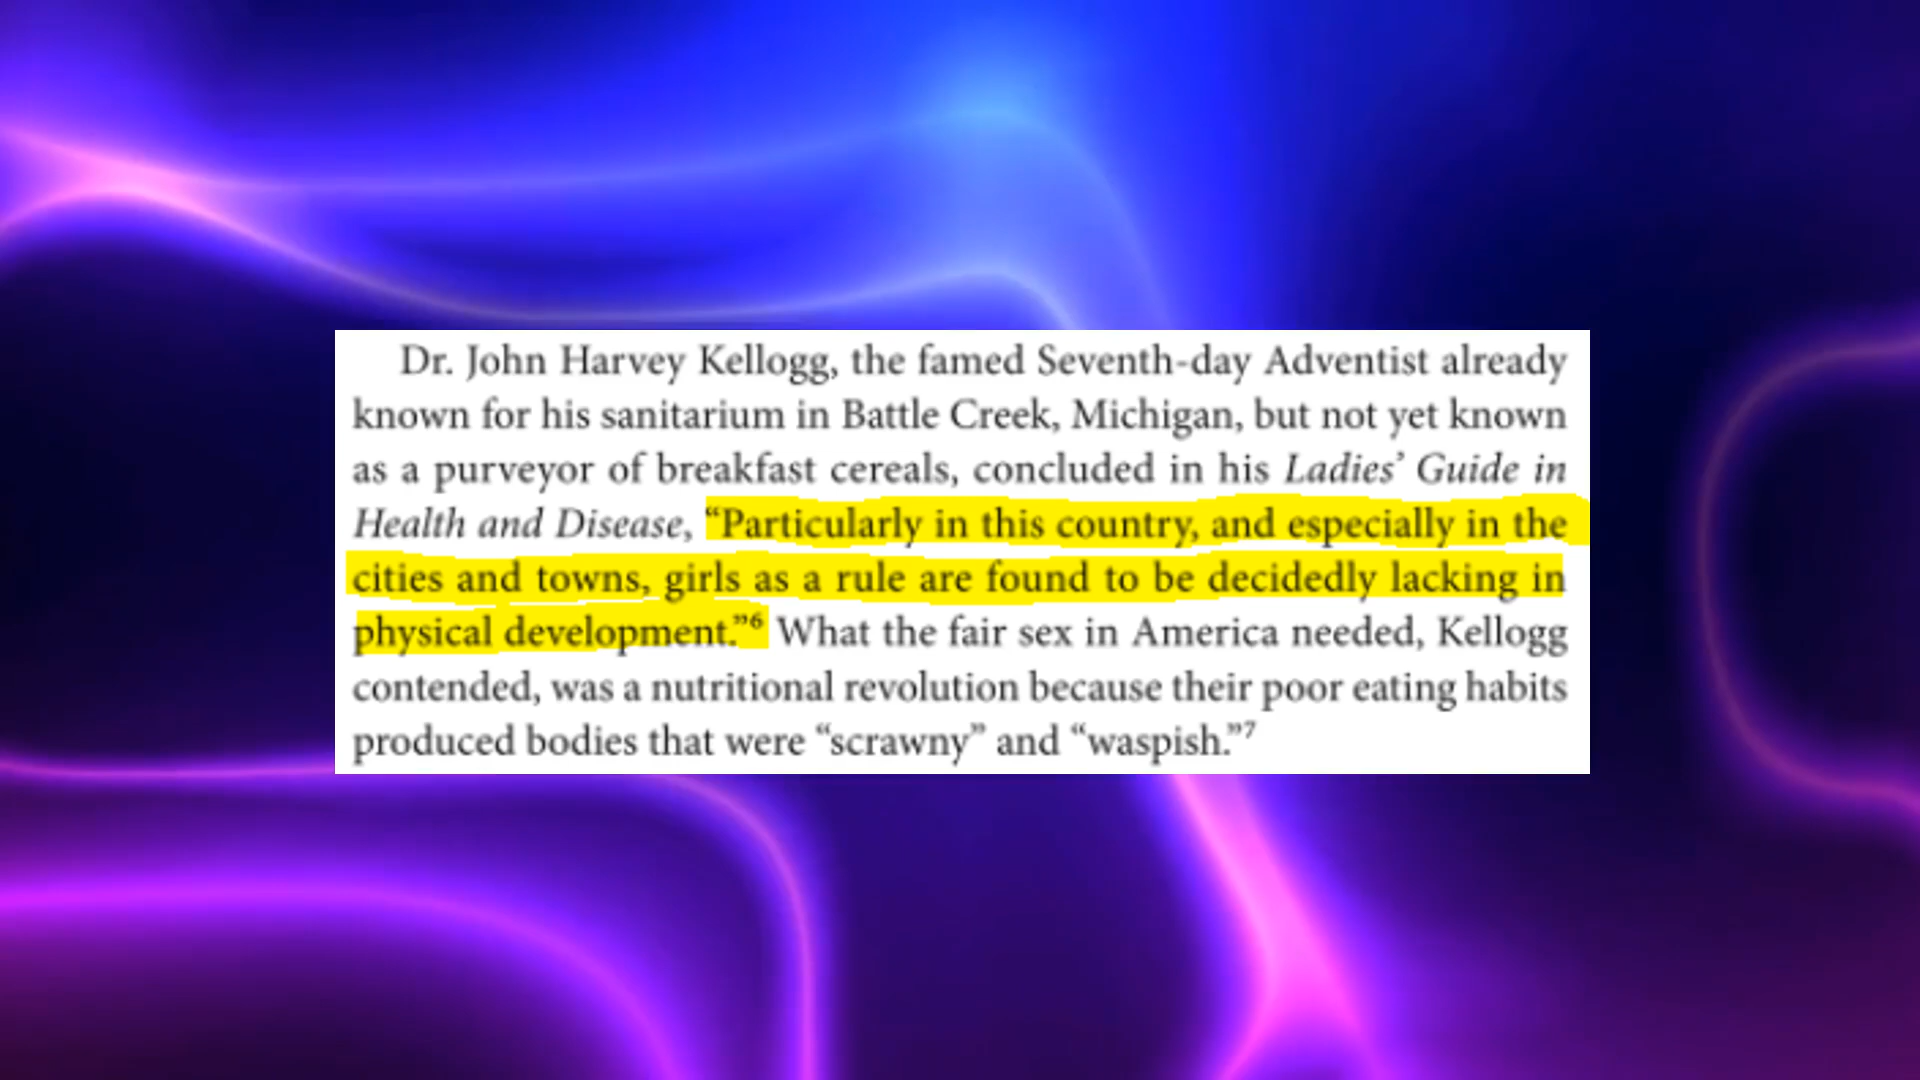 Dr. John Harvey Kellogg, the famed Seventh-day Adventist already
known for his sanitarium in Battle Creek, Michigan, but not yet known
as a purveyor of breakfast cereals, concluded in his Ladies’ Guide in
Health and Disease, “Particularly in this country, and especially in the
cities and towns, girls as a rule are found to be decidedly lacking in
physical development.”⁶ What the fair sex in America needed, Kellogg
contended, was a nutritional revolution because their poor eating habits
produced bodies that were “scrawny” and “waspish.”⁷